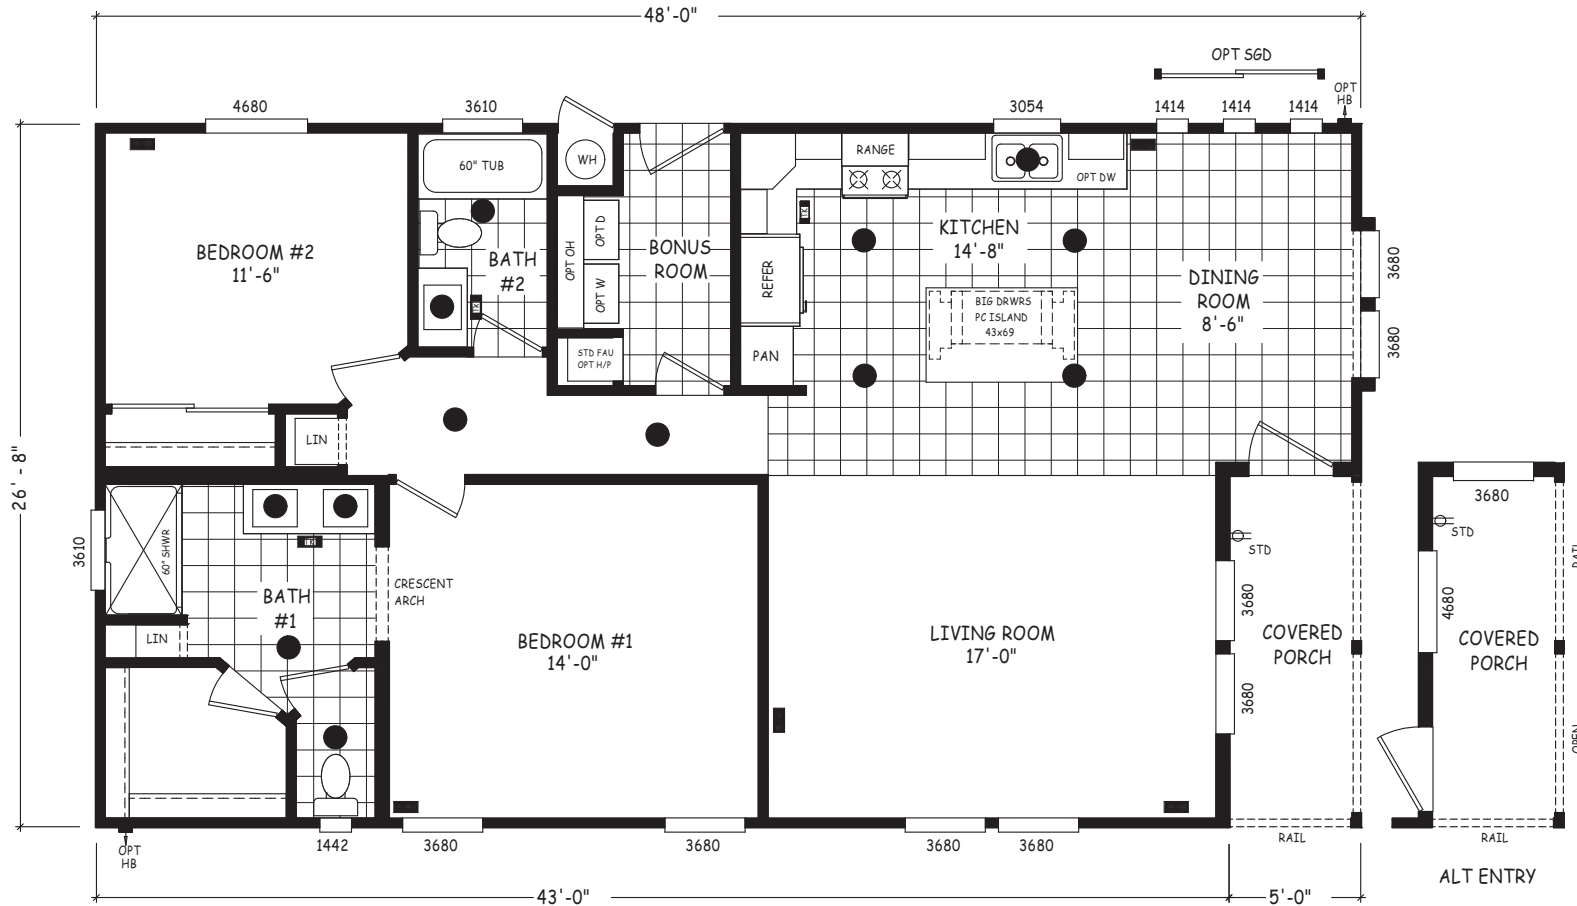 48'-0"
OPT SGD
OPT
HB
4680
3610
3054
1414
1414
1414
60" TUB
WH
RANGE
OPT DW
BEDROOM #2
11'-6"
BATH
#2
OPT OH
OPT D
OPT W
BONUS
ROOM
STD FAU
OPT H/P
REFER
PAN
KITCHEN
14'-8"
BIG DRWRS
PC ISLAND
43x69
DINING
ROOM
8'-6"
3680
3680
26' - 8"
LIN
3610
60" SHWR
BATH
#1
LIN
CRESCENT
ARCH
BEDROOM #1
14'-0"
LIVING ROOM
17'-0"
STD
3680
3680
COVERED
PORCH
3680
STD
4680
COVERED
PORCH
RAIL
OPEN
OPT
HB
1442
3680
3680
3680
3680
RAIL
RAIL
ALT ENTRY
43'-0"
5'-0"